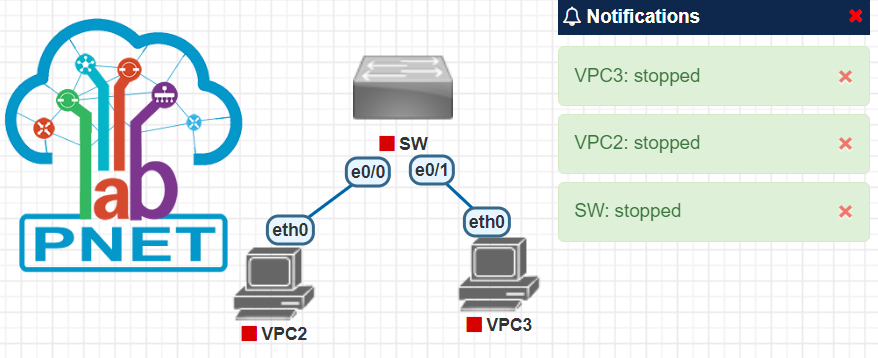 lab
PNET
SW
e0/0
e0/1
eth0
eth0
VPC2
VPC3
Notifications
VPC3: stopped
VPC2: stopped
SW: stopped